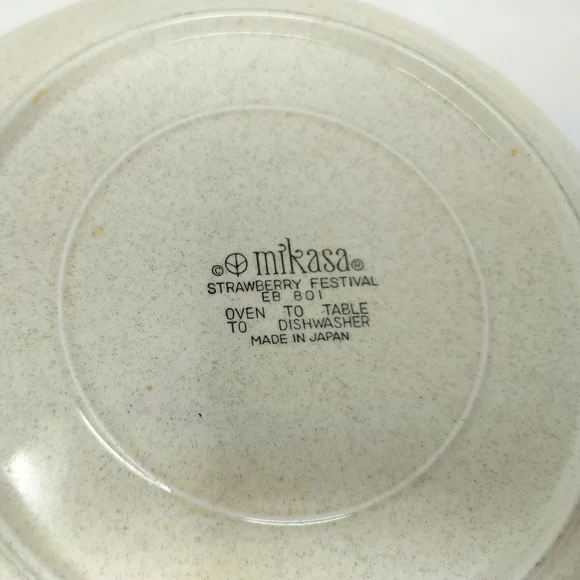 © mikasa®
STRAWBERRY FESTIVAL
EB 801
OVEN TO TABLE
TO DISHWASHER
MADE IN JAPAN